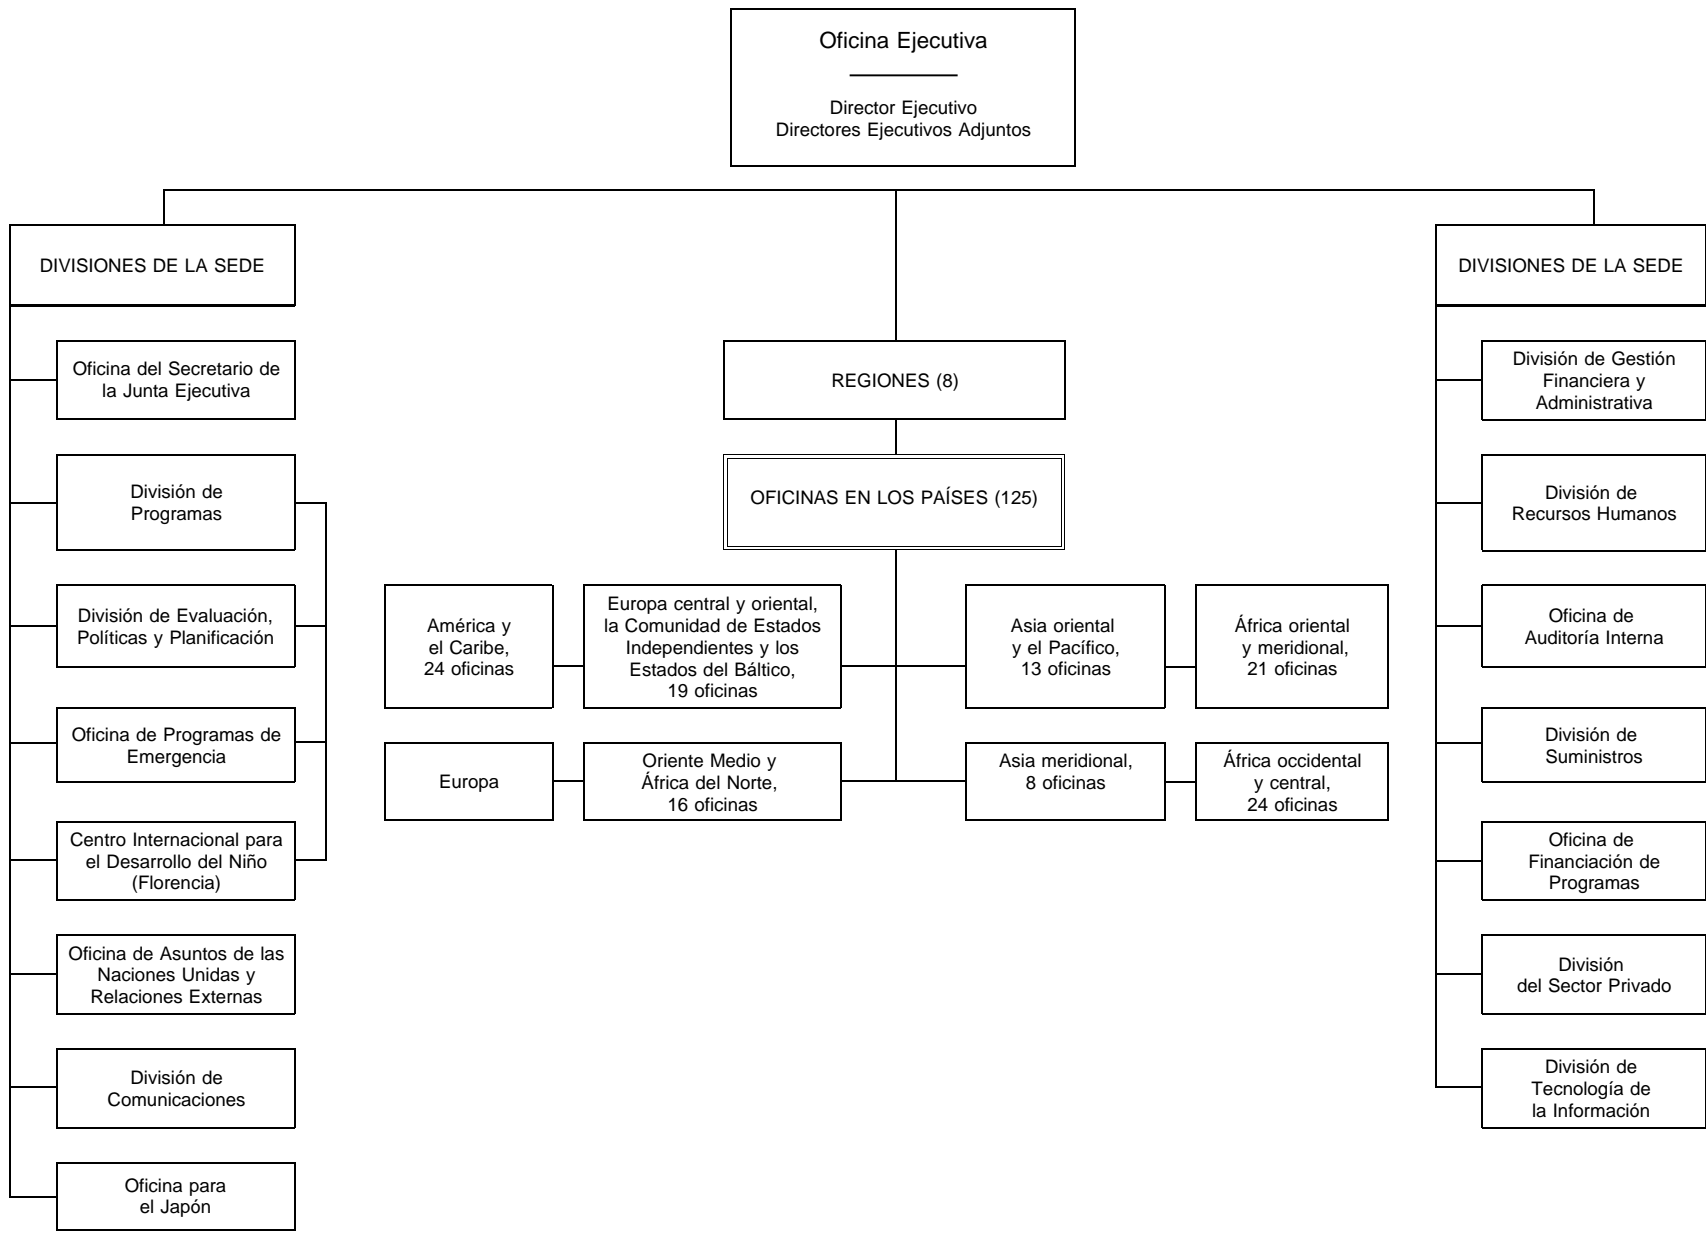 Oficina Ejecutiva
Director Ejecutivo
Directores Ejecutivos Adjuntos
DIVISIONES DE LA SEDE
Oficina del Secretario de
la Junta Ejecutiva
División de
Programas
División de Evaluación,
Políticas y Planificación
Oficina de Programas de
Emergencia
Centro Internacional para
el Desarrollo del Niño
(Florencia)
Oficina de Asuntos de las
Naciones Unidas y
Relaciones Externas
División de
Comunicaciones
Oficina para
el Japón
REGIONES (8)
OFICINAS EN LOS PAÍSES (125)
América y
el Caribe,
24 oficinas
Europa central y oriental,
la Comunidad de Estados
Independientes y los
Estados del Báltico,
19 oficinas
Asia oriental
y el Pacífico,
13 oficinas
África oriental
y meridional,
21 oficinas
Europa
Oriente Medio y
África del Norte,
16 oficinas
Asia meridional,
8 oficinas
África occidental
y central,
24 oficinas
DIVISIONES DE LA SEDE
División de Gestión
Financiera y
Administrativa
División de
Recursos Humanos
Oficina de
Auditoría Interna
División de
Suministros
Oficina de
Financiación de
Programas
División
del Sector Privado
División de
Tecnología de
la Información